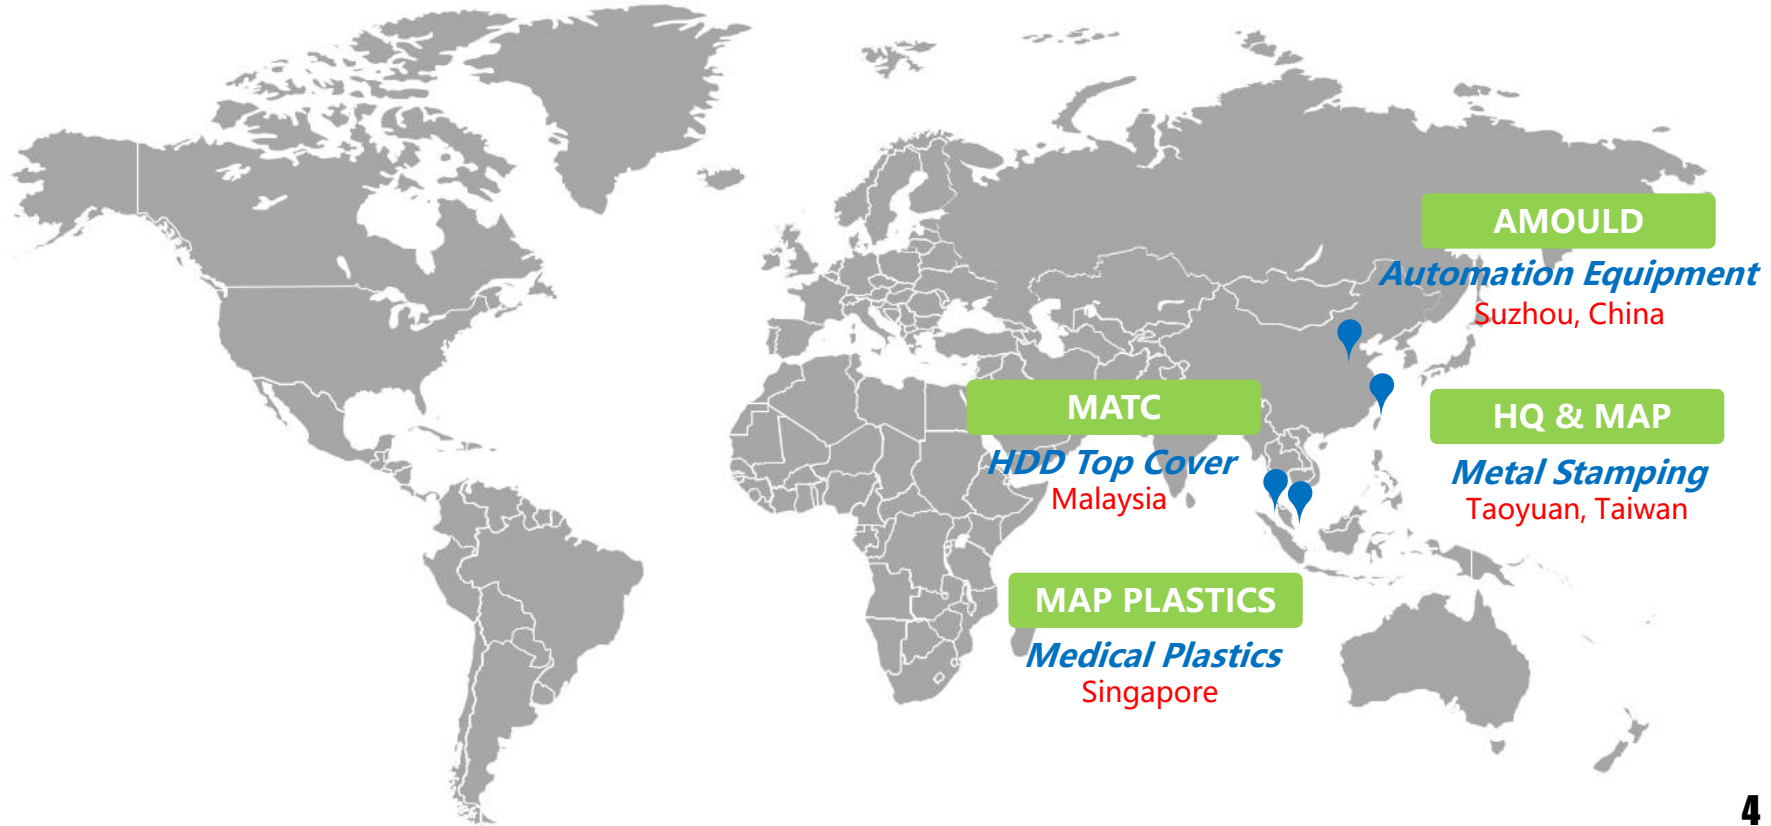 AMOULD
Automation Equipment
Suzhou, China
MATC
HDD Top Cover
Malaysia
HQ & MAP
Metal Stamping
Taoyuan, Taiwan
MAP PLASTICS
Medical Plastics
Singapore
4